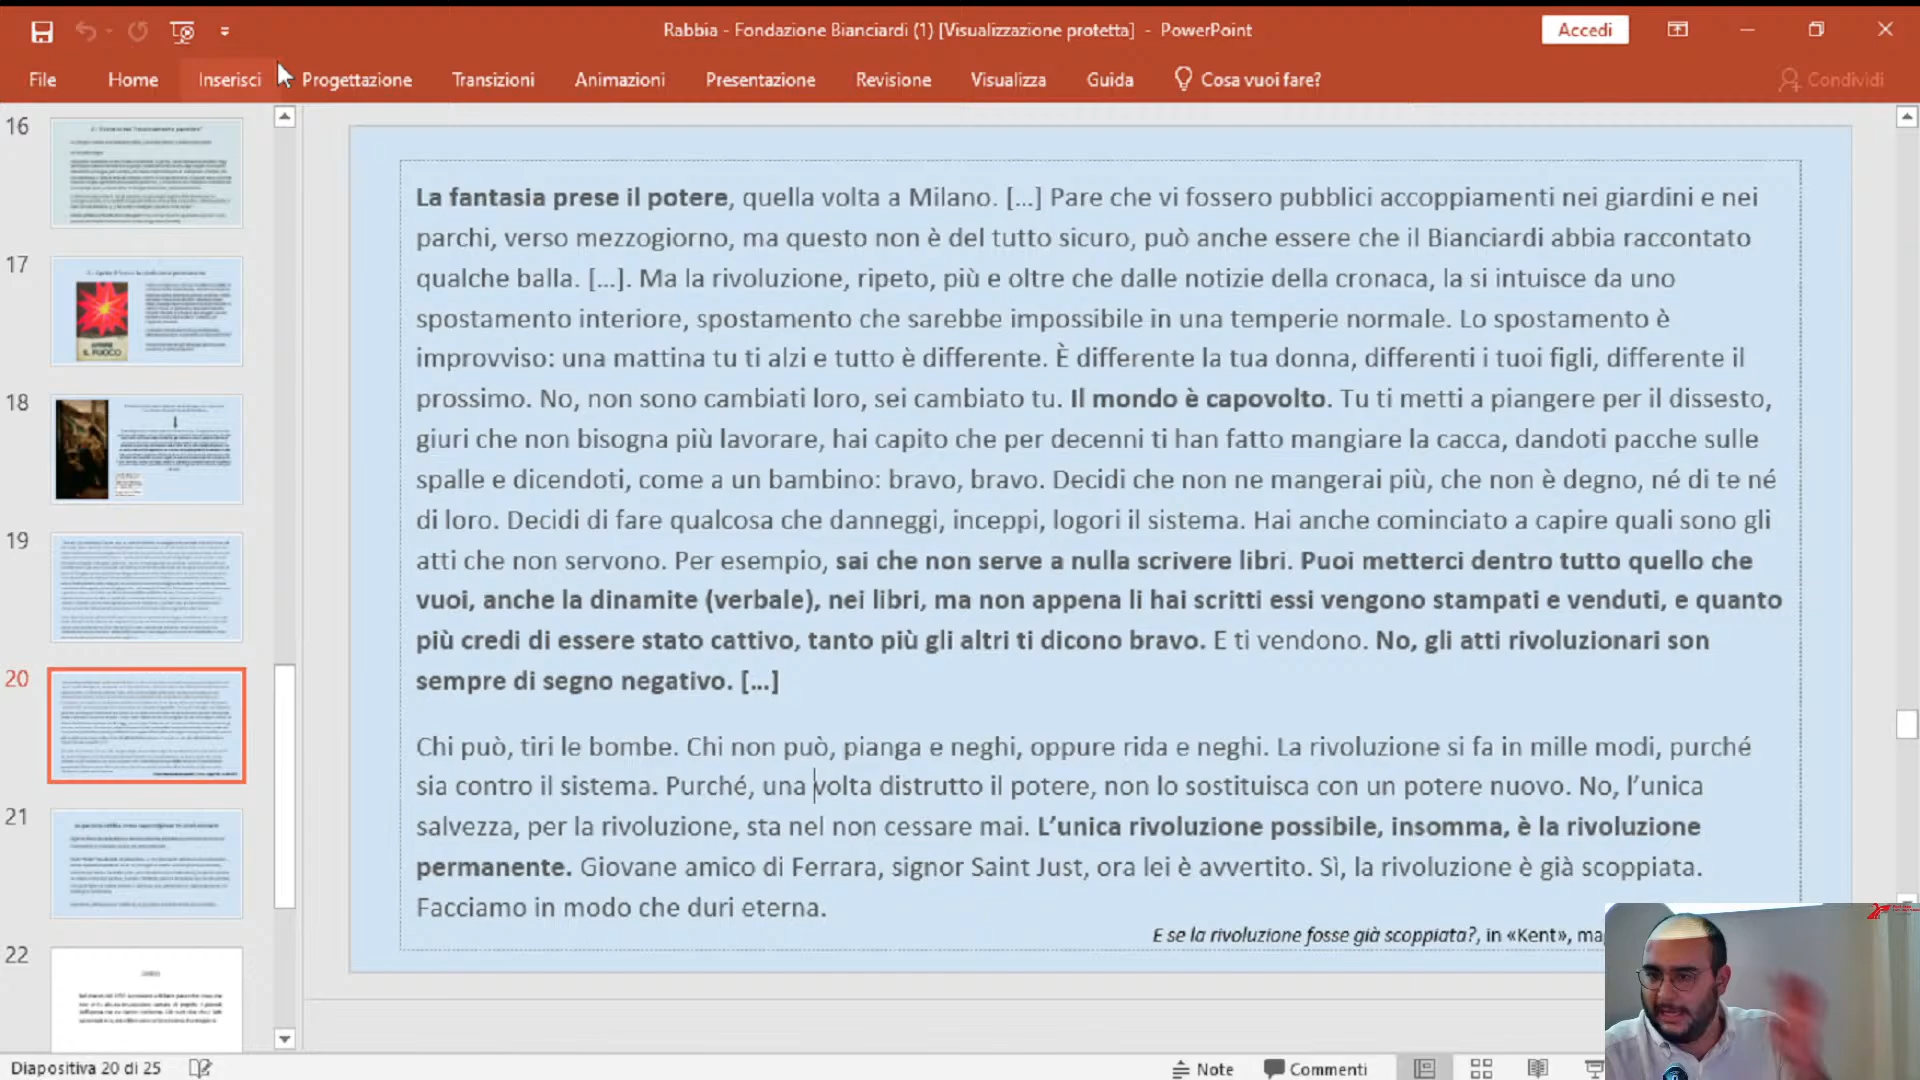 Rabbia - Fondazione Bianciardi (1) [Visualizzazione protetta] - PowerPoint
Accedi
File Home Inserisci Progettazione Transizioni Animazioni Presentazione Revisione Visualizza Guida Cosa vuoi fare? Condividi
16
17
IL FUOCO
18
19
20
21
22
La fantasia prese il potere, quella volta a Milano. [...] Pare che vi fossero pubblici accoppiamenti nei giardini e nei
parchi, verso mezzogiorno, ma questo non è del tutto sicuro, può anche essere che il Bianciardi abbia raccontato
qualche balla. [...]. Ma la rivoluzione, ripeto, più e oltre che dalle notizie della cronaca, la si intuisce da uno
spostamento interiore, spostamento che sarebbe impossibile in una temperie normale. Lo spostamento è
improvviso: una mattina tu ti alzi e tutto è differente. È differente la tua donna, differenti i tuoi figli, differente il
prossimo. No, non sono cambiati loro, sei cambiato tu. Il mondo è capovolto. Tu ti metti a piangere per il dissesto,
giuri che non bisogna più lavorare, hai capito che per decenni ti han fatto mangiare la cacca, dandoti pacche sulle
spalle e dicendoti, come a un bambino: bravo, bravo. Decidi che non ne mangerai più, che non è degno, né di te né
di loro. Decidi di fare qualcosa che danneggi, inceppi, logori il sistema. Hai anche cominciato a capire quali sono gli
atti che non servono. Per esempio, sai che non serve a nulla scrivere libri. Puoi metterci dentro tutto quello che
vuoi, anche la dinamite (verbale), nei libri, ma non appena li hai scritti essi vengono stampati e venduti, e quanto
più credi di essere stato cattivo, tanto più gli altri ti dicono bravo. E ti vendono. No, gli atti rivoluzionari son
sempre di segno negativo. [...]
Chi può, tiri le bombe. Chi non può, pianga e neghi, oppure rida e neghi. La rivoluzione si fa in mille modi, purché
sia contro il sistema. Purché, una volta distrutto il potere, non lo sostituisca con un potere nuovo. No, l'unica
salvezza, per la rivoluzione, sta nel non cessare mai. L'unica rivoluzione possibile, insomma, è la rivoluzione
permanente. Giovane amico di Ferrara, signor Saint Just, ora lei è avvertito. Sì, la rivoluzione è già scoppiata.
Facciamo in modo che duri eterna.
E se la rivoluzione fosse già scoppiata?, in «Kent»,
Diapositiva 20 di 25
Note Commenti